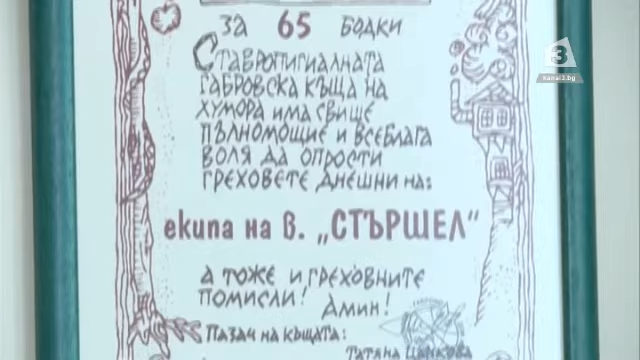 за 65 бодки
Ставропигиалната
Габровска къща на
хумора има свише
пълномощие и всеблага
воля да опрости
греховете днешни на:
екипа на в. „СТЪРШЕЛ“
а тоже и греховните
помисли! Амин!
Пазач на къщата:
Татяна Цанкова
3
kanal3.bg